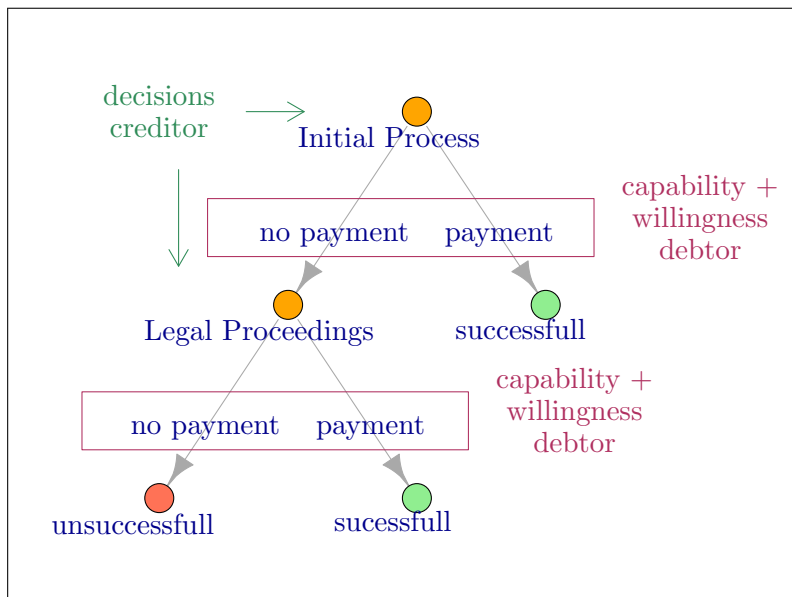 decisions
creditor
Initial Process
capability +
willingness
debtor
no payment
payment
Legal Proceedings
successfull
capability +
willingness
debtor
no payment
payment
unsuccessfull
sucessfull